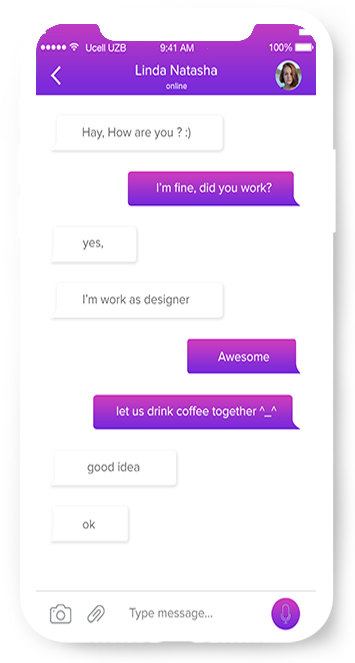 Ucell UZB 9:41 AM 100%
Linda Natasha
online
Hay, How are you ? :)
I'm fine, did you work?
yes,
I'm work as designer
Awesome
let us drink coffee together ^_^
good idea
ok
Type message...